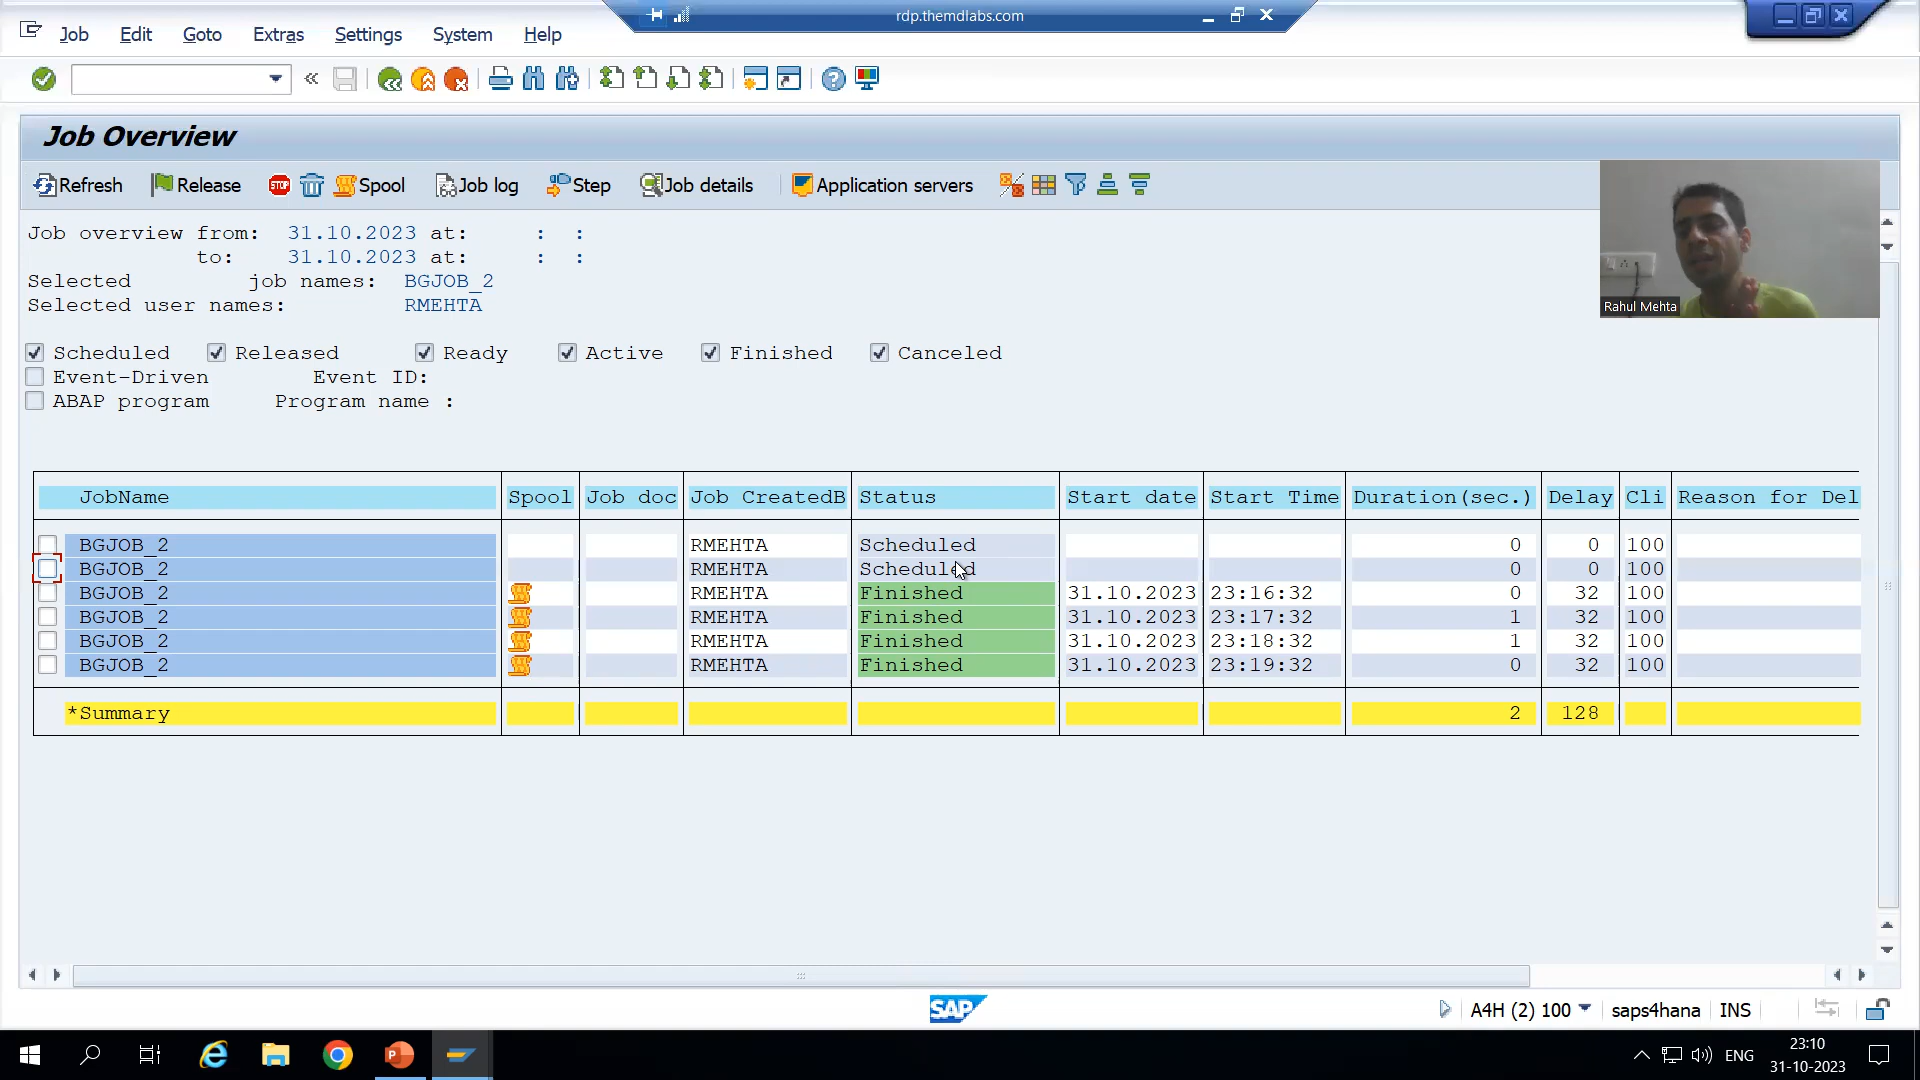 rdp.themdlabs.com
Job Edit Goto Extras Settings System Help
Job Overview
Refresh Release STOP Spool Job log Step Job details Application servers
Job overview from: 31.10.2023 at: : :
to: 31.10.2023 at: : :
Selected job names: BGJOB_2
Selected user names: RMEHTA
Rahul Mehta
Scheduled Released Ready Active Finished Canceled
Event-Driven Event ID:
ABAP program Program name :
JobName Spool Job doc Job CreatedB Status Start date Start Time Duration(sec.) Delay Cli Reason for Del
BGJOB_2 RMEHTA Scheduled 0 0 100
BGJOB_2 RMEHTA Scheduled 0 0 100
BGJOB_2 RMEHTA Finished 31.10.2023 23:16:32 0 32 100
BGJOB_2 RMEHTA Finished 31.10.2023 23:17:32 1 32 100
BGJOB_2 RMEHTA Finished 31.10.2023 23:18:32 1 32 100
BGJOB_2 RMEHTA Finished 31.10.2023 23:19:32 0 32 100
*Summary 2 128
SAP A4H (2) 100 saps4hana INS
ENG 23:10
31-10-2023